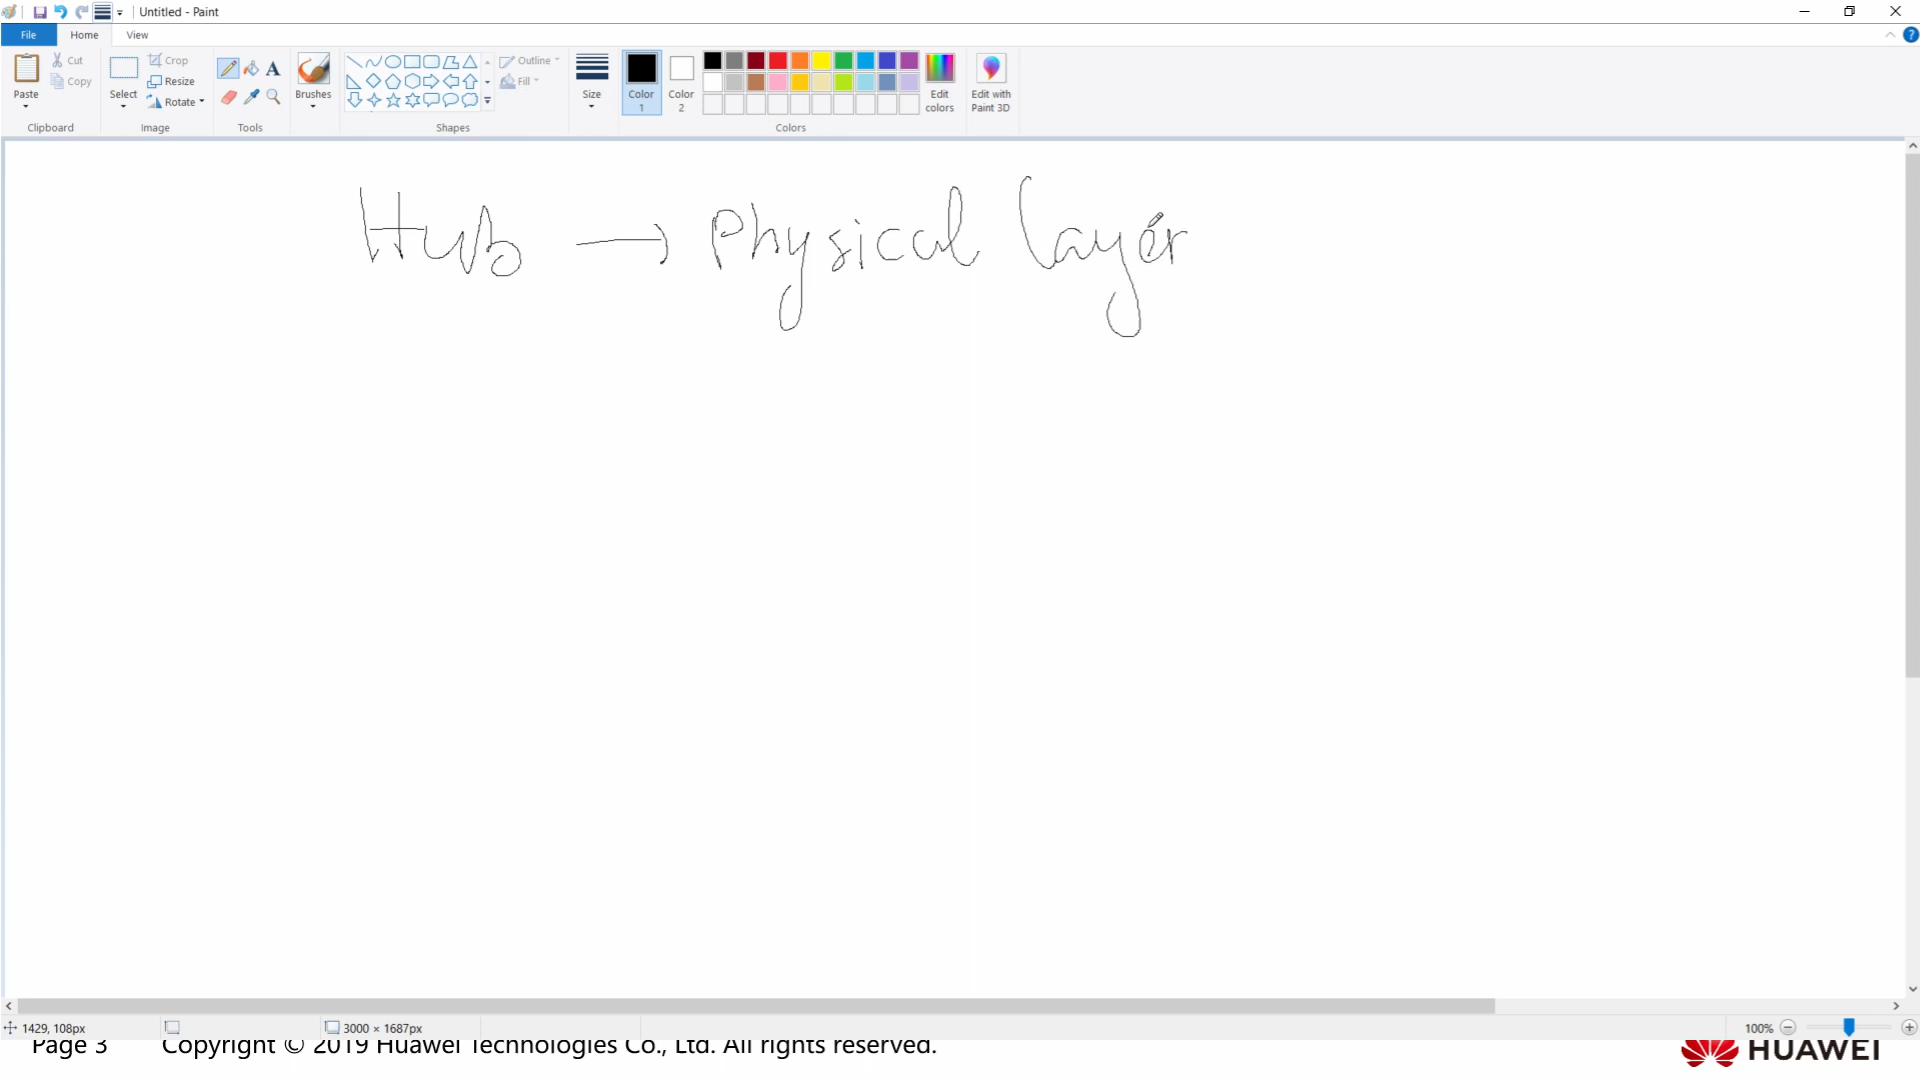 Untitled - Paint
File Home View
Paste
Cut
Copy
Clipboard
Select
Crop
Resize
Rotate
Image
A
Tools
Brushes
Shapes
Outline
Fill
Size
Color 1
Color 2
Colors
Edit colors
Edit with Paint 3D
Hub → Physical layer
1429, 108px
3000 × 1687px
100%
Page 3 Copyright © 2019 Huawei Technologies Co., Ltd. All rights reserved.
HUAWEI